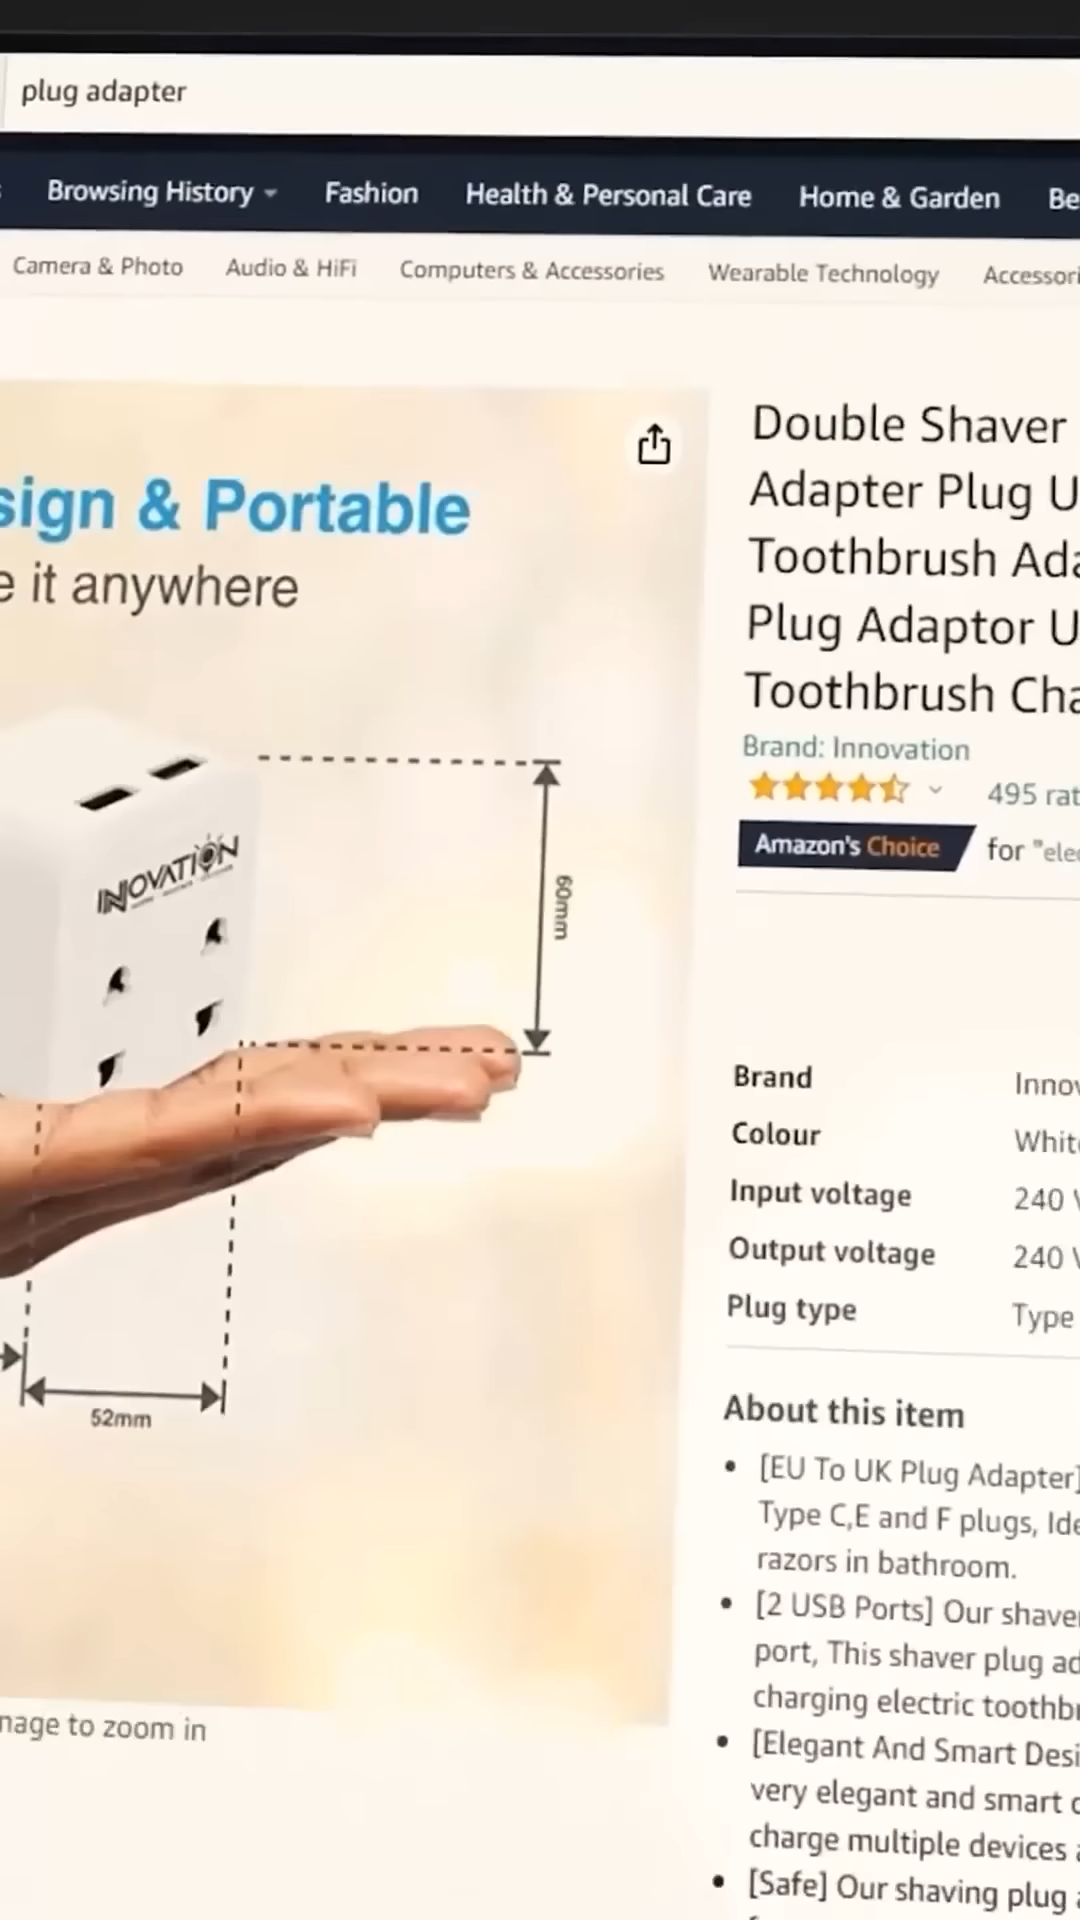 plug adapter
Browsing History Fashion Health & Personal Care Home & Garden
Camera & Photo Audio & HiFi Computers & Accessories Wearable Technology
& Portable
it anywhere
INOVATION
60mm
52mm
to zoom in
Double Shaver
Adapter Plug
Toothbrush
Plug Adaptor
Toothbrush
Brand: Innovation
495
Amazon's Choice for
Brand
Colour
Input voltage 240
Output voltage 240
Plug type Type
About this item
[EU To UK Plug Adapter]
Type C,E and F plugs,
razors in bathroom.
[2 USB Ports] Our
port, This shaver plug
charging electric
[Elegant And Smart
very elegant and smart
charge multiple devices
[Safe] Our shaving plug